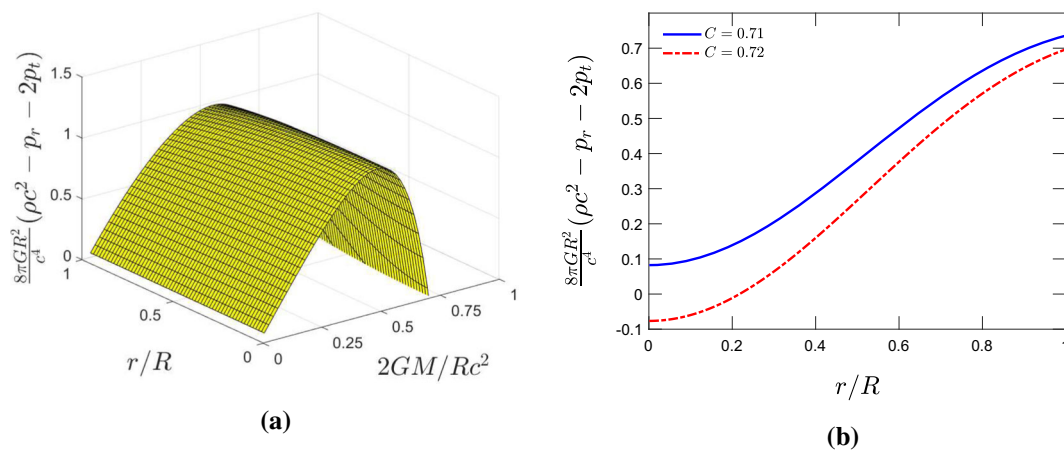 8πGR²/c⁴ (ρc² − p_r − 2p_t)
1.5
1
0.5
0
1
0.5
0
r/R
0
0.25
0.5
0.75
1
2GM/Rc²
(a)
8πGR²/c⁴ (ρc² − p_r − 2p_t)
0.7
0.6
0.5
0.4
0.3
0.2
0.1
0
-0.1
C = 0.71
C = 0.72
0 0.2 0.4 0.6 0.8 1
r/R
(b)